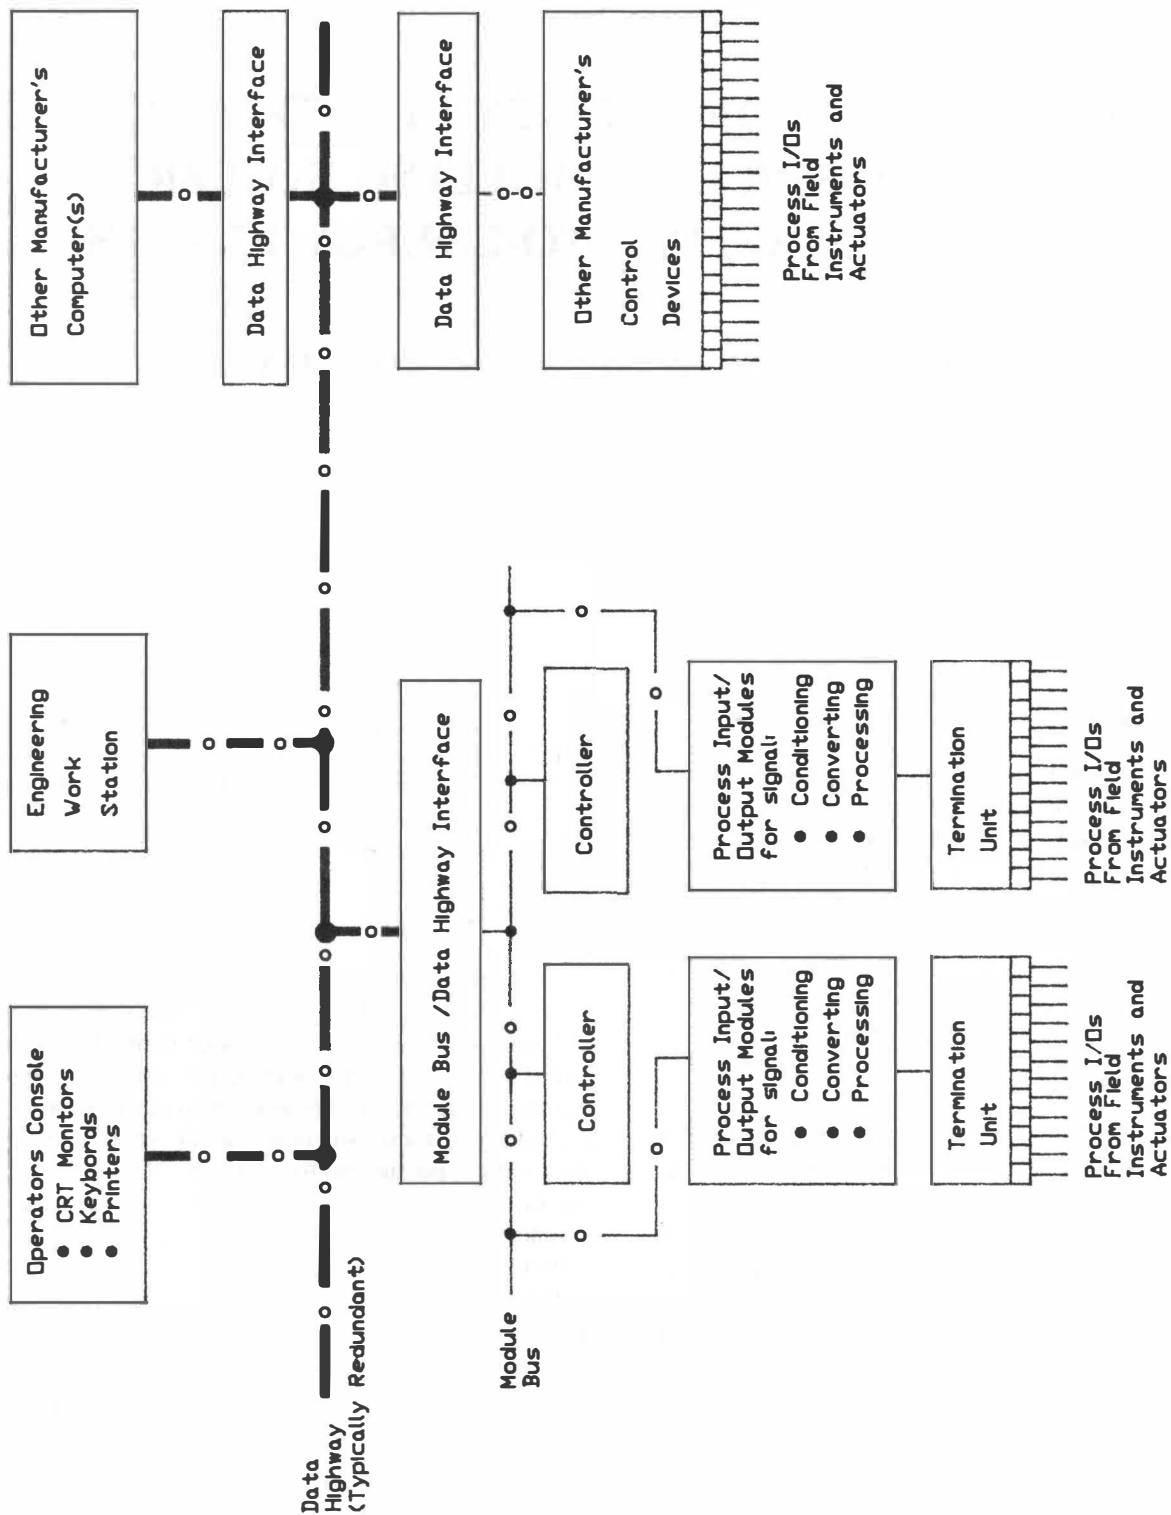 Operators Console
● CRT Monitors
● Keybords
● Printers
Engineering
Work
Station
Other Manufacturer's
Computer(s)
Data Highway Interface
Data
Highway
(Typically Redundant)
Module Bus /Data Highway Interface
Data Highway Interface
Module
Bus
Controller
Controller
Other Manufacturer's
Control
Devices
Process Input/
Output Modules
for signal:
● Conditioning
● Converting
● Processing
Process Input/
Output Modules
for signal:
● Conditioning
● Converting
● Processing
Process I/Os
From Field
Instruments and
Actuators
Termination
Unit
Termination
Unit
Process I/Os
From Field
Instruments and
Actuators
Process I/Os
From Field
Instruments and
Actuators